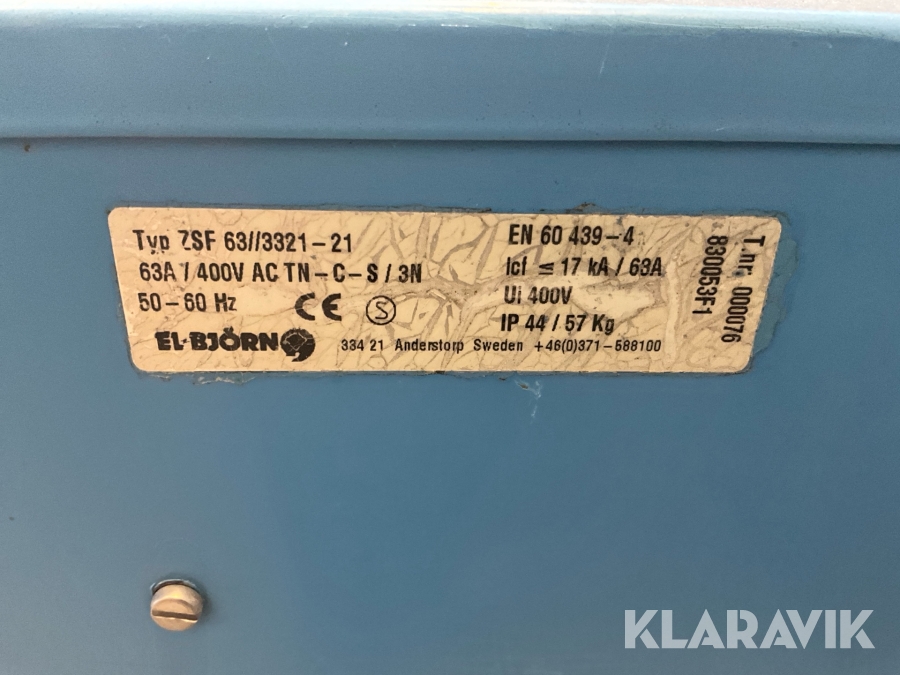 Typ ZSF 63//3321-21
63A / 400V AC TN-C-S / 3N
50-60 Hz CE S
EL-BJÖRN
334 21 Anderstorp Sweden +46(0)371-588100
EN 60 439-4
Icf ≤ 17 kA / 63A
Ui 400V
IP 44 / 57 Kg
T.nr. 000076
830053F1
KLARAVIK